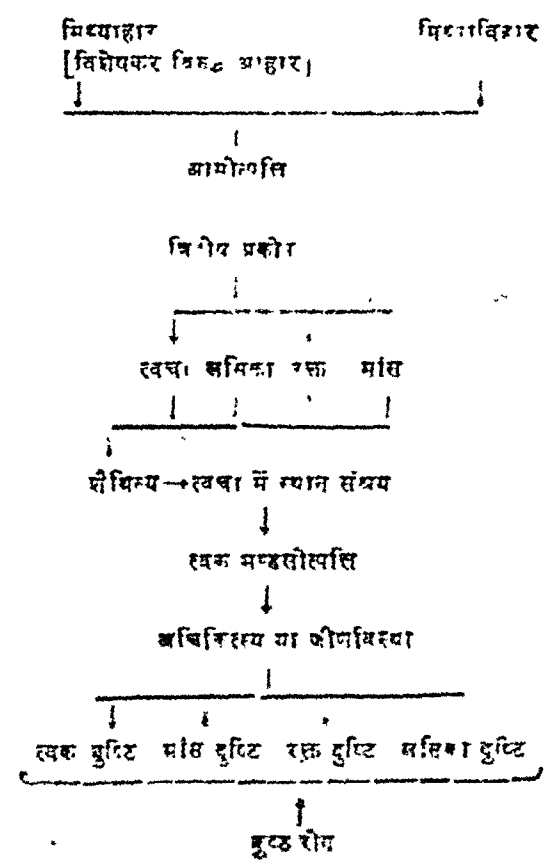 मिथ्याहार मिथ्याविहार
[विशेषकर विरुद्ध आहार]
आमोत्पत्ति
त्रिदोष प्रकोप
त्वचा लसिका रक्त मांस
शैथिल्य→त्वचा में स्थान संश्रय
त्वक मण्डलोत्पत्ति
अचिकित्स्य या जीर्णावस्था
त्वक दुष्टि मांस दुष्टि रक्त दुष्टि लसिका दुष्टि
कुष्ठ रोग